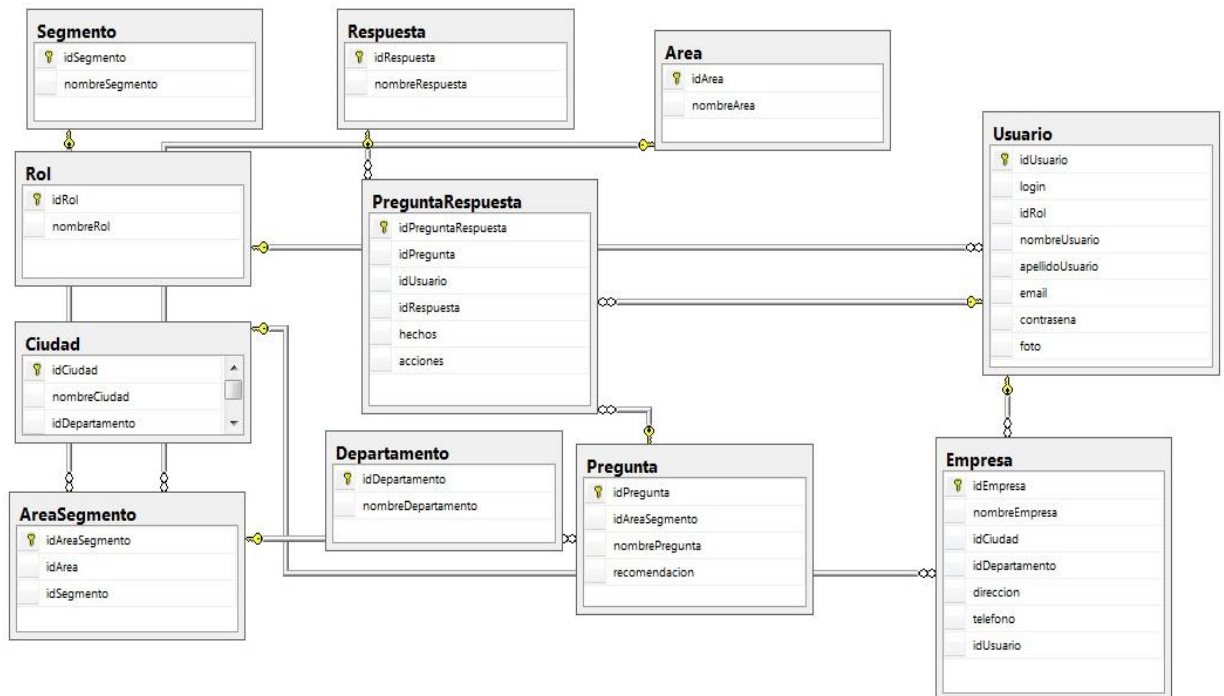 Segmento
idSegmento
nombreSegmento
Respuesta
idRespuesta
nombreRespuesta
Area
idArea
nombreArea
Usuario
idUsuario
login
idRol
nombreUsuario
apellidoUsuario
email
contrasena
foto
Rol
idRol
nombreRol
PreguntaRespuesta
idPreguntaRespuesta
idPregunta
idUsuario
idRespuesta
hechos
acciones
Ciudad
idCiudad
nombreCiudad
idDepartamento
Departamento
idDepartamento
nombreDepartamento
Pregunta
idPregunta
idAreaSegmento
nombrePregunta
recomendacion
Empresa
idEmpresa
nombreEmpresa
idCiudad
idDepartamento
direccion
telefono
idUsuario
AreaSegmento
idAreaSegmento
idArea
idSegmento